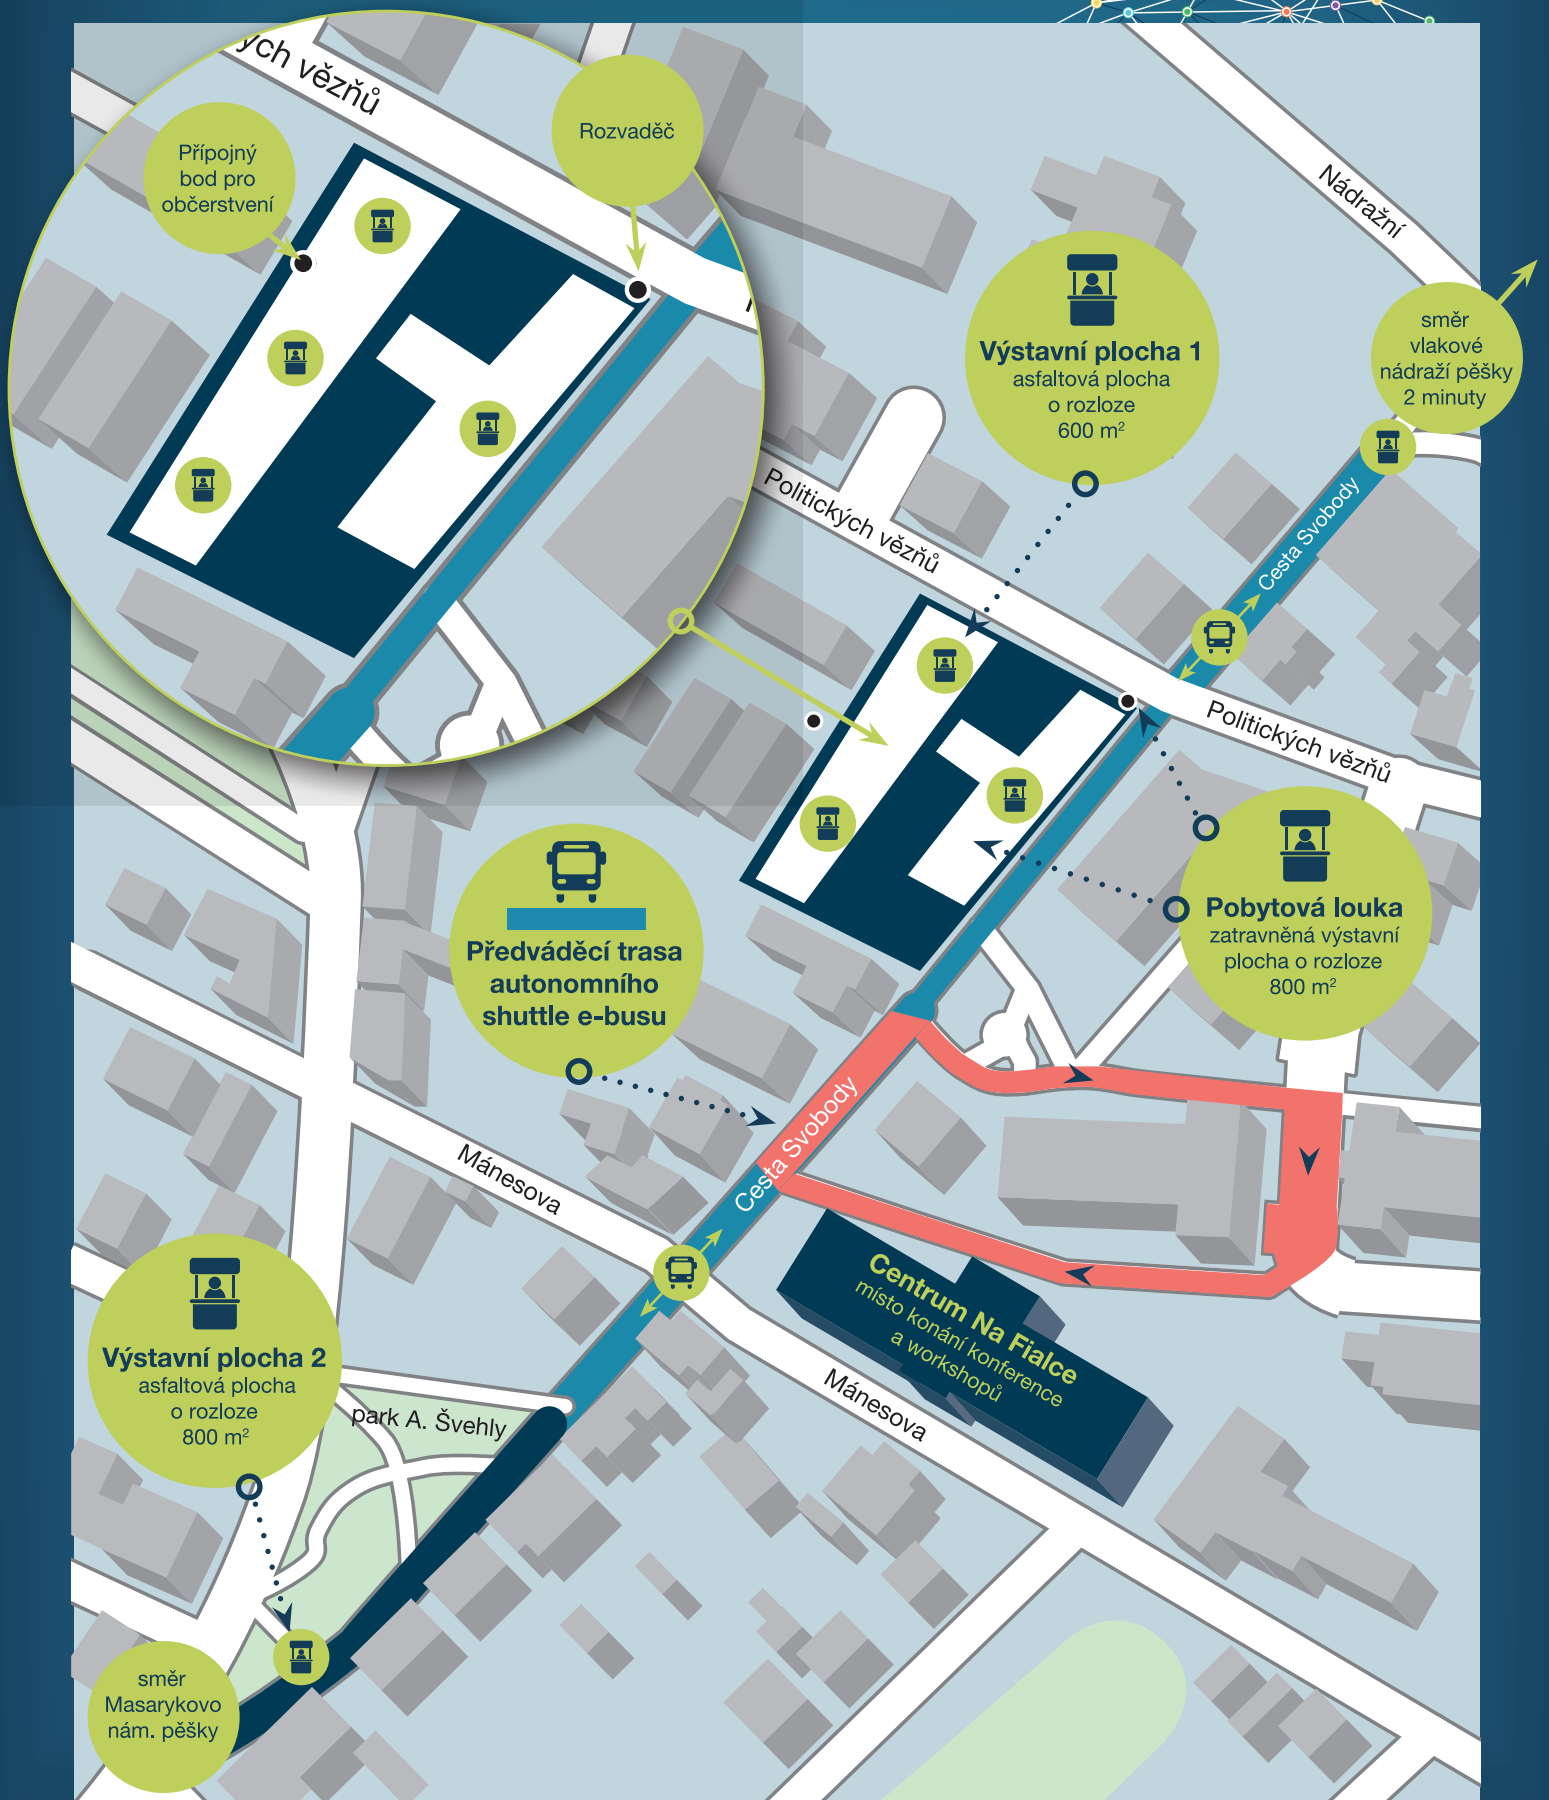 ých vězňů
Rozvaděč
Přípojný
bod pro
občerstvení
Nádražní
Výstavní plocha 1
asfaltová plocha
o rozloze
600 m²
směr
vlakové
nádraží pěšky
2 minuty
Politických vězňů
Cesta Svobody
Politických vězňů
Předváděcí trasa
autonomního
shuttle e-busu
Pobytová louka
zatravněná výstavní
plocha o rozloze
800 m²
Cesta Svobody
Mánesova
Centrum Na Fialce
místo konání konference
a workshopů
Mánesova
Výstavní plocha 2
asfaltová plocha
o rozloze
800 m²
park A. Švehly
směr
Masarykovo
nám. pěšky